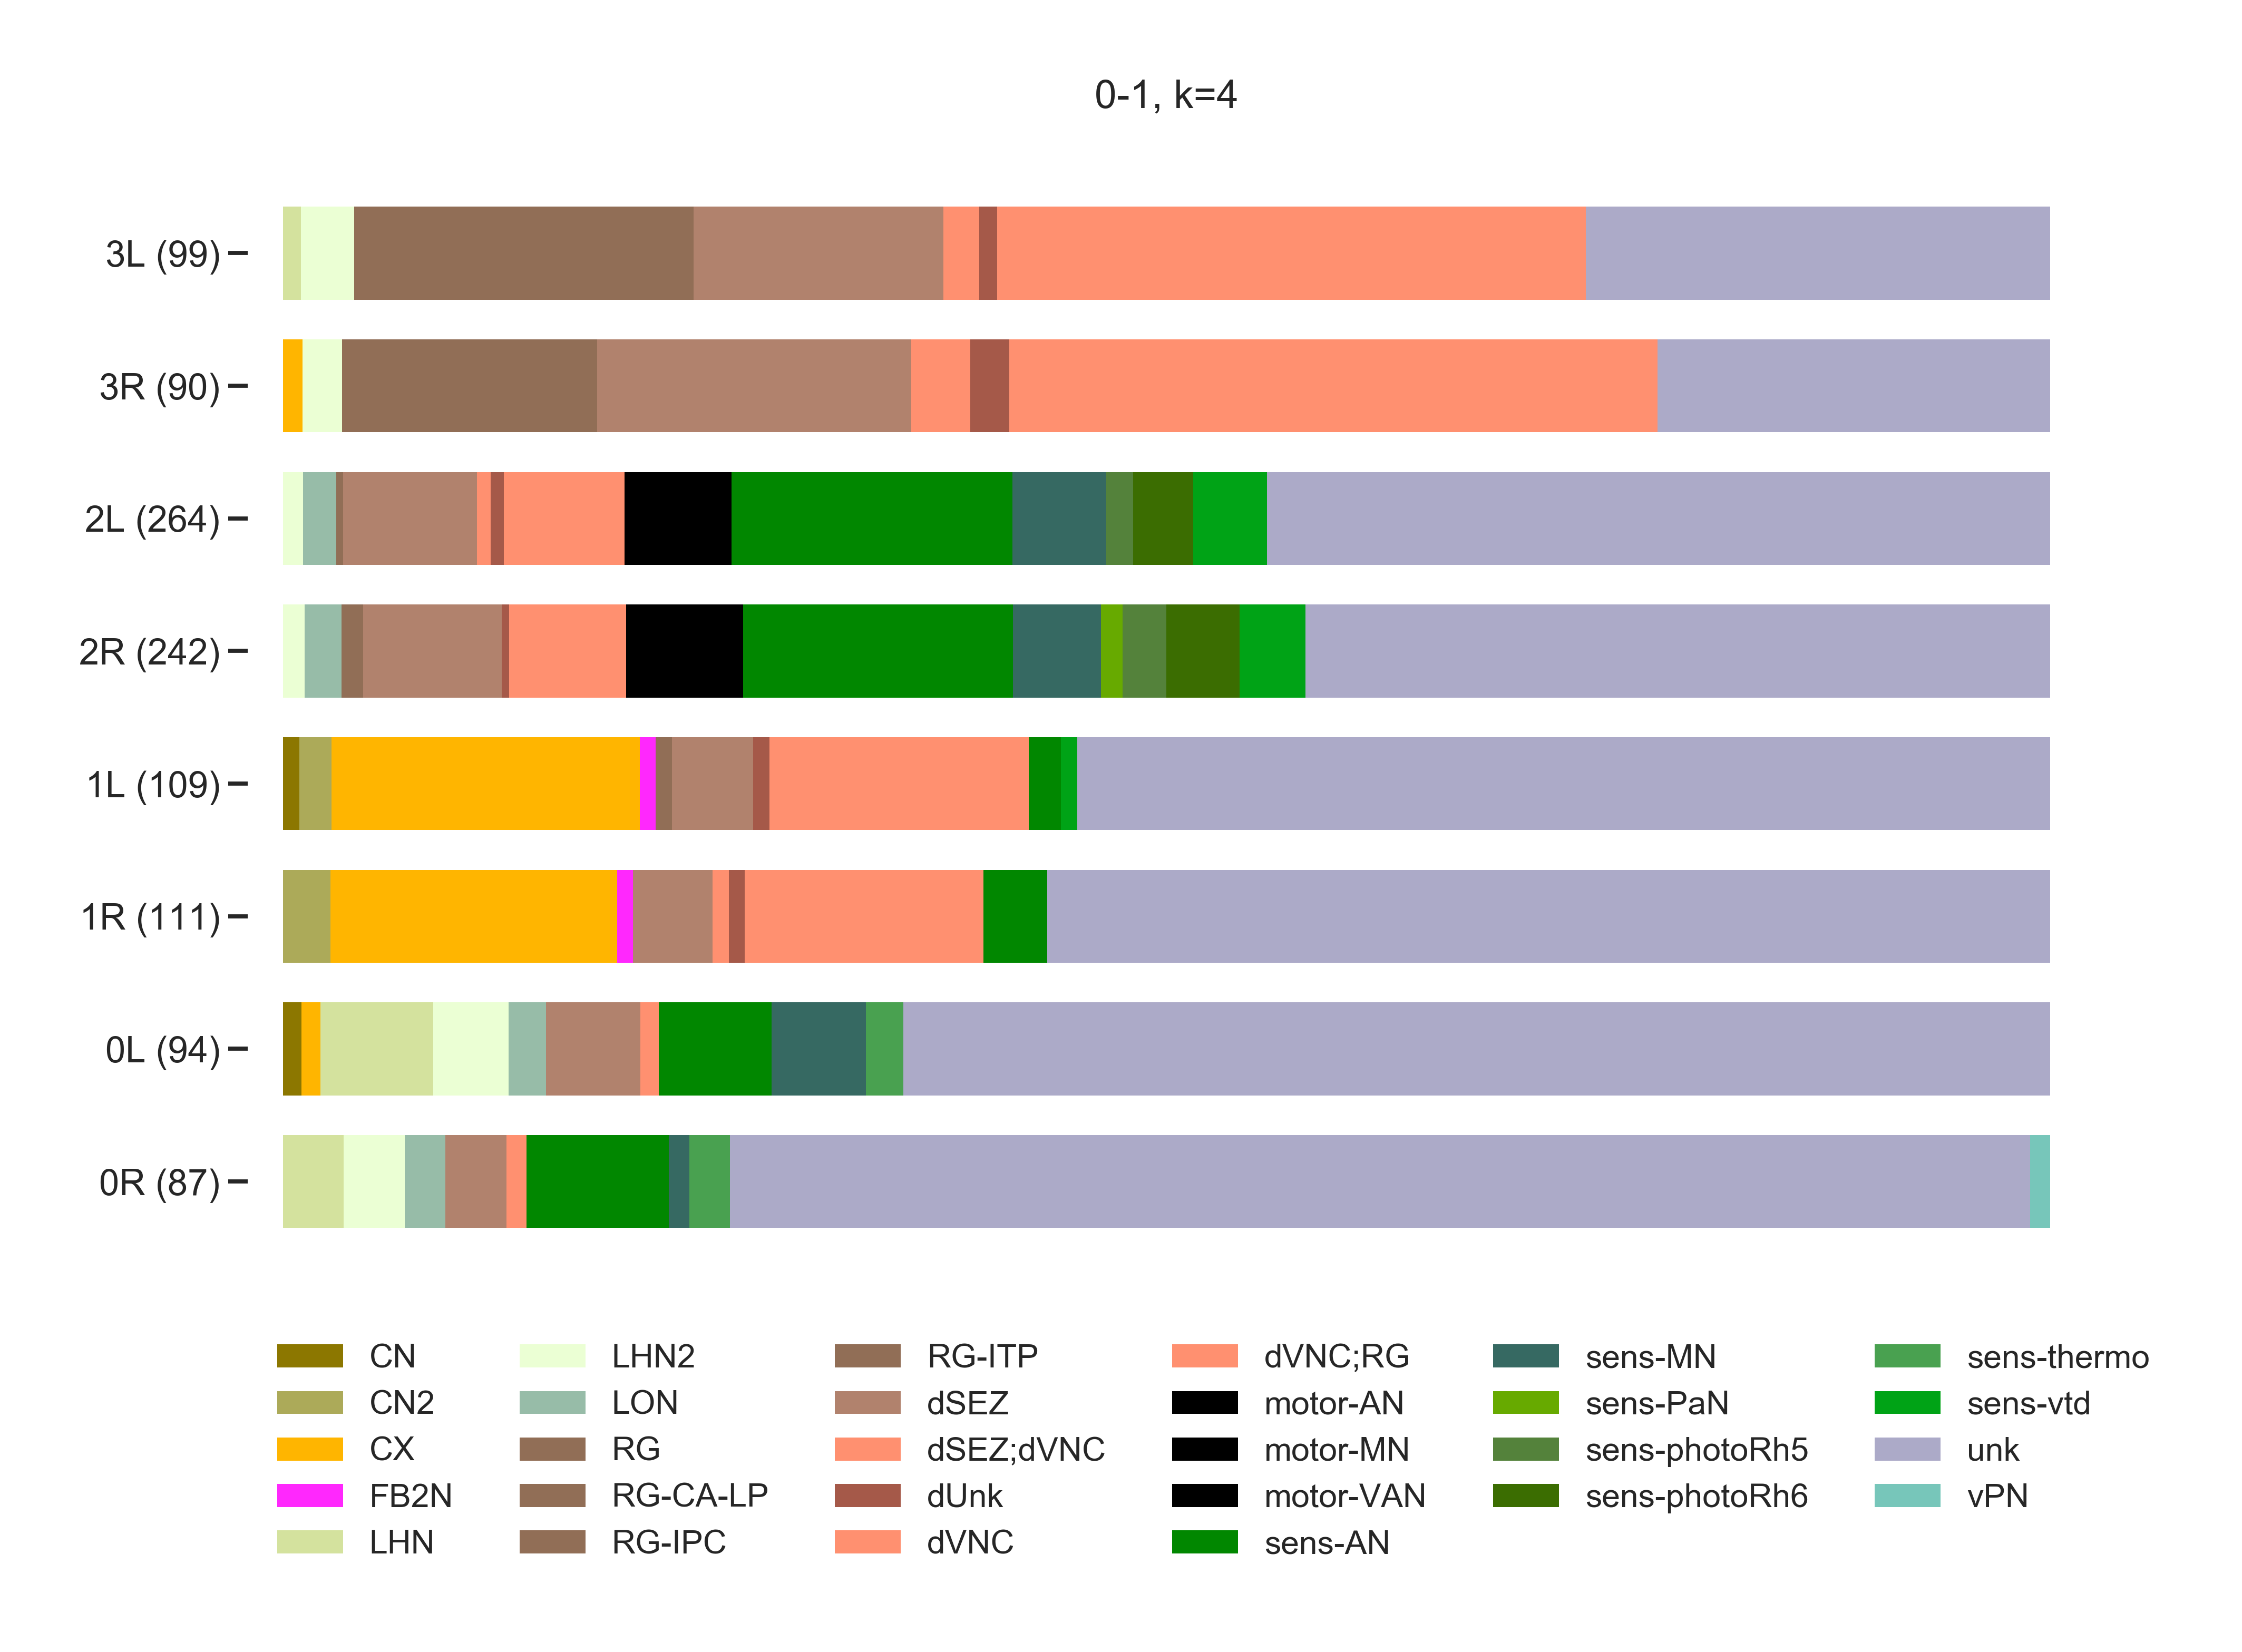 0-1, k=4
3L (99)
3R (90)
2L (264)
2R (242)
1L (109)
1R (111)
0L (94)
0R (87)
CN
CN2
CX
FB2N
LHN
LHN2
LON
RG
RG-CA-LP
RG-IPC
RG-ITP
dSEZ
dSEZ;dVNC
dUnk
dVNC
dVNC;RG
motor-AN
motor-MN
motor-VAN
sens-AN
sens-MN
sens-PaN
sens-photoRh5
sens-photoRh6
sens-thermo
sens-vtd
unk
vPN